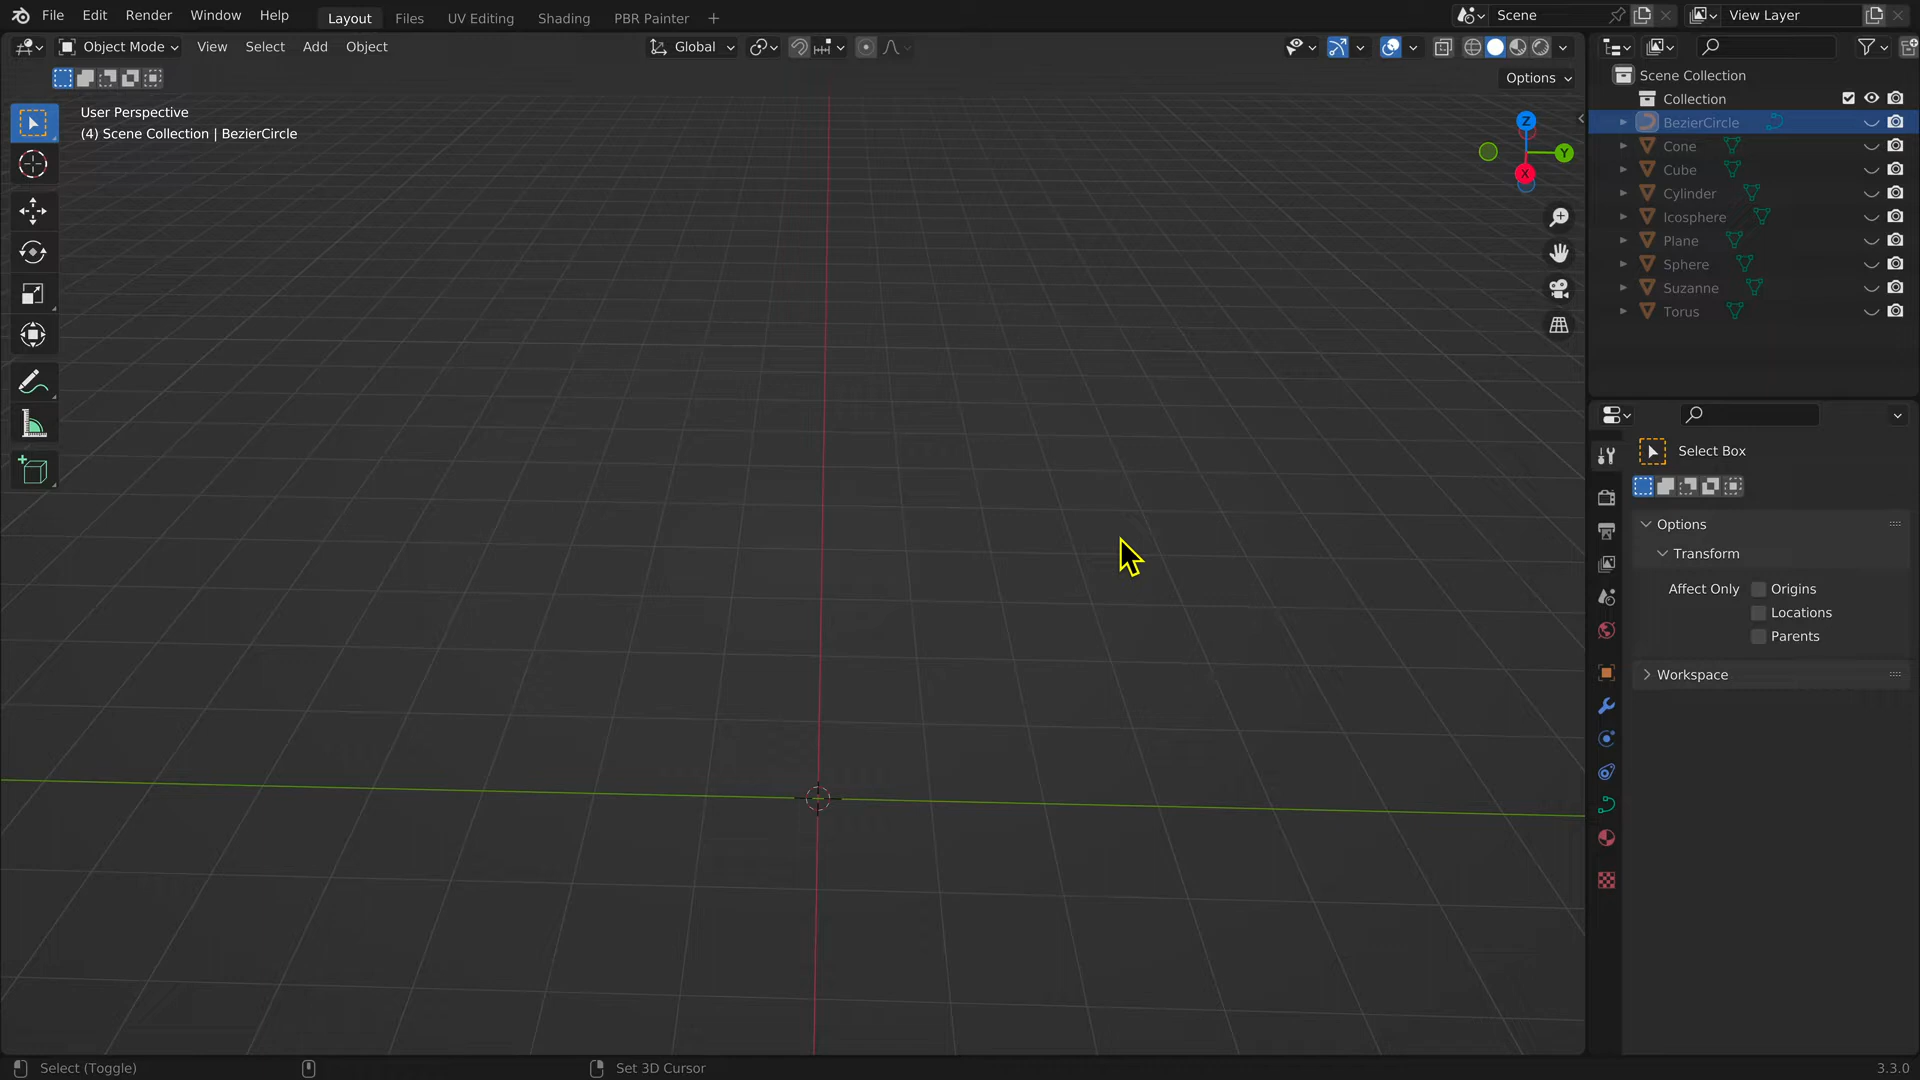 File Edit Render Window Help Layout Files UV Editing Shading PBR Painter + Scene View Layer
Object Mode View Select Add Object Global
Options
User Perspective
(4) Scene Collection | BezierCircle
Z
Y
X
Scene Collection
Collection
BezierCircle
Cone
Cube
Cylinder
Icosphere
Plane
Sphere
Suzanne
Torus
Select Box
Options
Transform
Affect Only Origins
Locations
Parents
Workspace
Select (Toggle) Set 3D Cursor 3.3.0